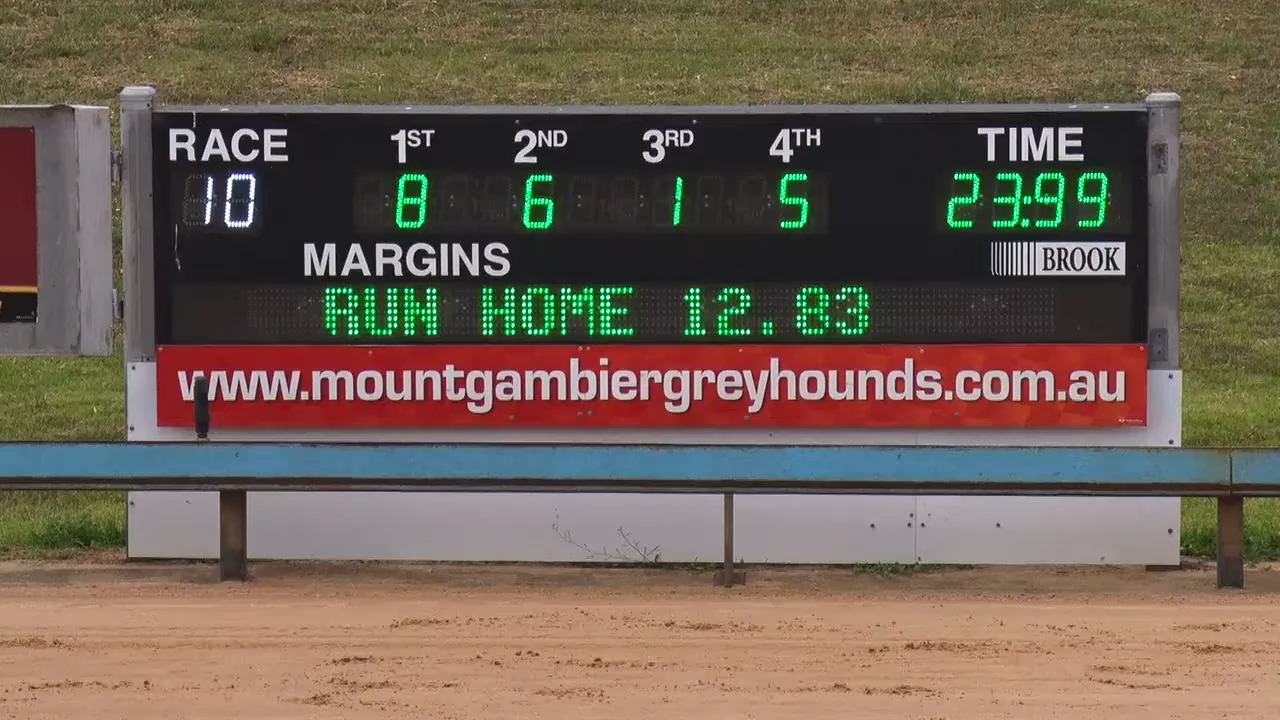 RACE 1ST 2ND 3RD 4TH TIME
10 8 6 1 5 23:99
MARGINS BROOK
RUN HOME 12.83
www.mountgambiergreyhounds.com.au